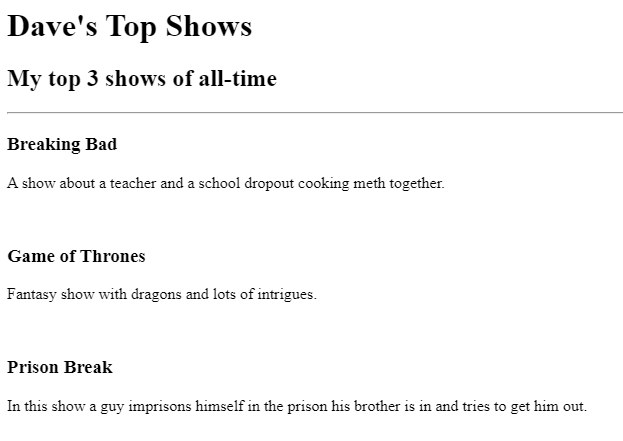 Dave's Top Shows
My top 3 shows of all-time
Breaking Bad
A show about a teacher and a school dropout cooking meth together.
Game of Thrones
Fantasy show with dragons and lots of intrigues.
Prison Break
In this show a guy imprisons himself in the prison his brother is in and tries to get him out.